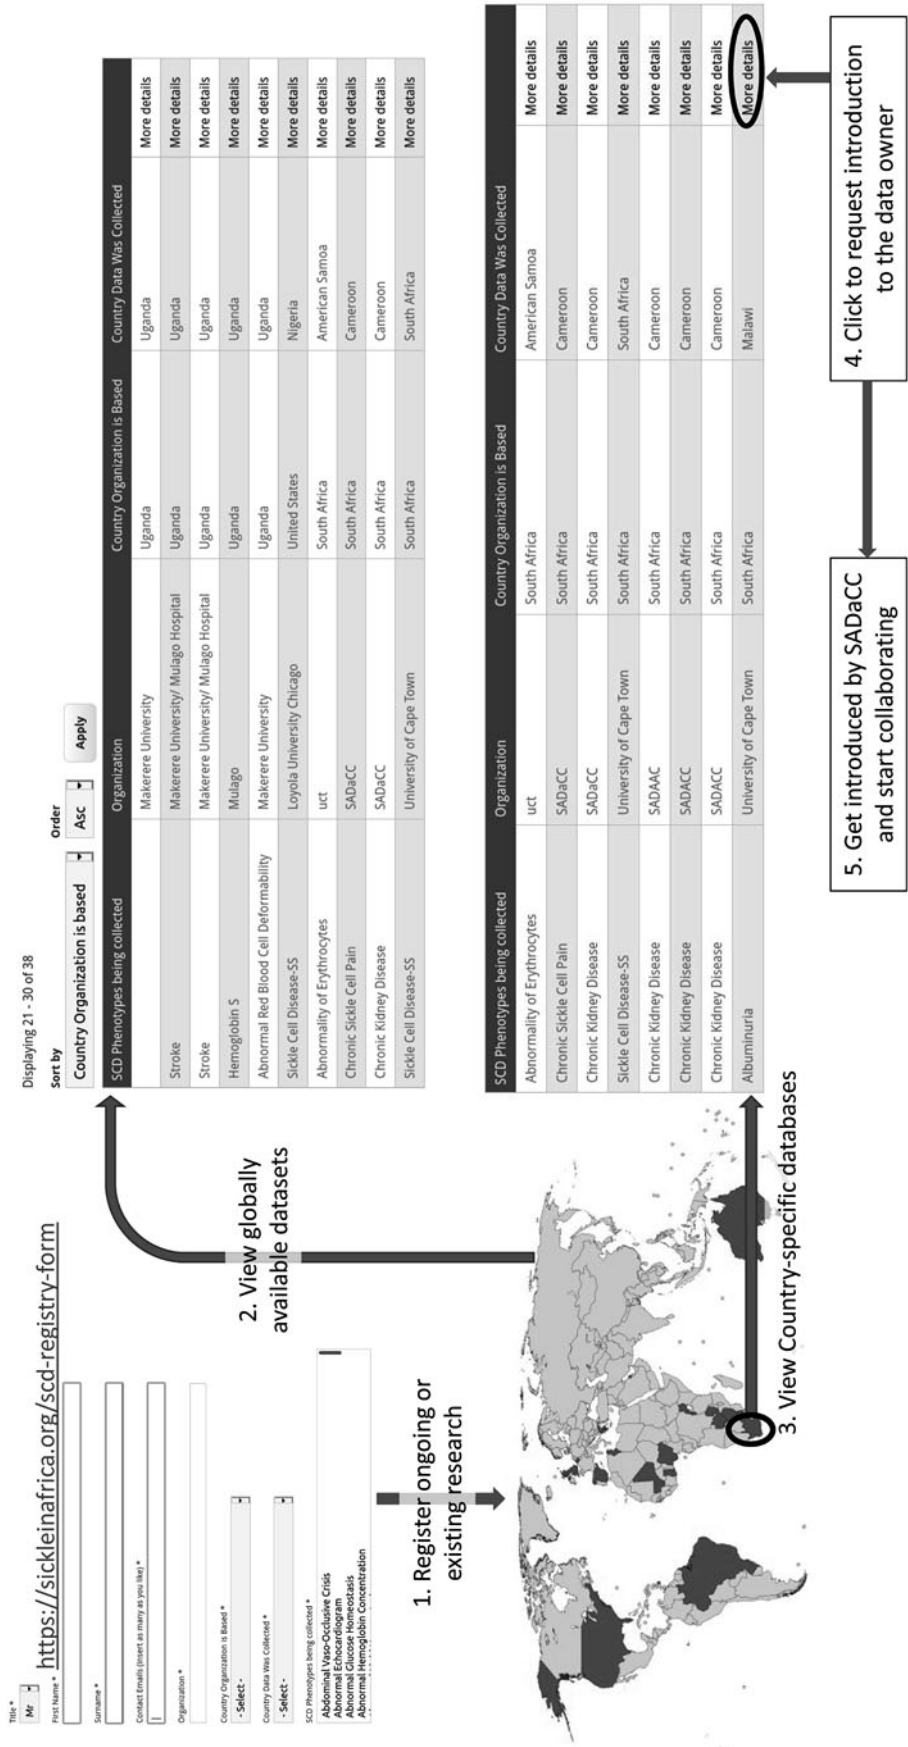 Title *
Mr
First Name *
https://sickleinafrica.org/scd-registry-form
Surname *
Contact Emails (Insert as many as you like) *
Organization *
Country Organization is Based *
- Select -
Country Data Was Collected *
- Select -
SCD Phenotypes being collected *
Abdominal Vaso-Occlusive Crisis
Abnormal Echocardiogram
Abnormal Glucose Homeostasis
Abnormal Hemoglobin Concentration
1. Register ongoing or
existing research
2. View globally
available datasets
3. View Country-specific databases
Displaying 21 - 30 of 38
Sort by Order
Country Organization is based Asc Apply
SCD Phenotypes being collected Organization Country Organization is Based Country Data Was Collected
Makerere University Uganda Uganda More details
Stroke Makerere University/ Mulago Hospital Uganda Uganda More details
Stroke Makerere University/ Mulago Hospital Uganda Uganda More details
Hemoglobin S Mulago Uganda Uganda More details
Abnormal Red Blood Cell Deformability Makerere University Uganda Uganda More details
Sickle Cell Disease-SS Loyola University Chicago United States Nigeria More details
Abnormality of Erythrocytes uct South Africa American Samoa More details
Chronic Sickle Cell Pain SADaCC South Africa Cameroon More details
Chronic Kidney Disease SADaCC South Africa Cameroon More details
Sickle Cell Disease-SS University of Cape Town South Africa South Africa More details
SCD Phenotypes being collected Organization Country Organization is Based Country Data Was Collected
Abnormality of Erythrocytes uct South Africa American Samoa More details
Chronic Sickle Cell Pain SADaCC South Africa Cameroon More details
Chronic Kidney Disease SADaCC South Africa Cameroon More details
Sickle Cell Disease-SS University of Cape Town South Africa South Africa More details
Chronic Kidney Disease SADAAC South Africa Cameroon More details
Chronic Kidney Disease SADACC South Africa Cameroon More details
Chronic Kidney Disease SADACC South Africa Cameroon More details
Albuminuria University of Cape Town South Africa Malawi More details
4. Click to request introduction
to the data owner
5. Get introduced by SADaCC
and start collaborating